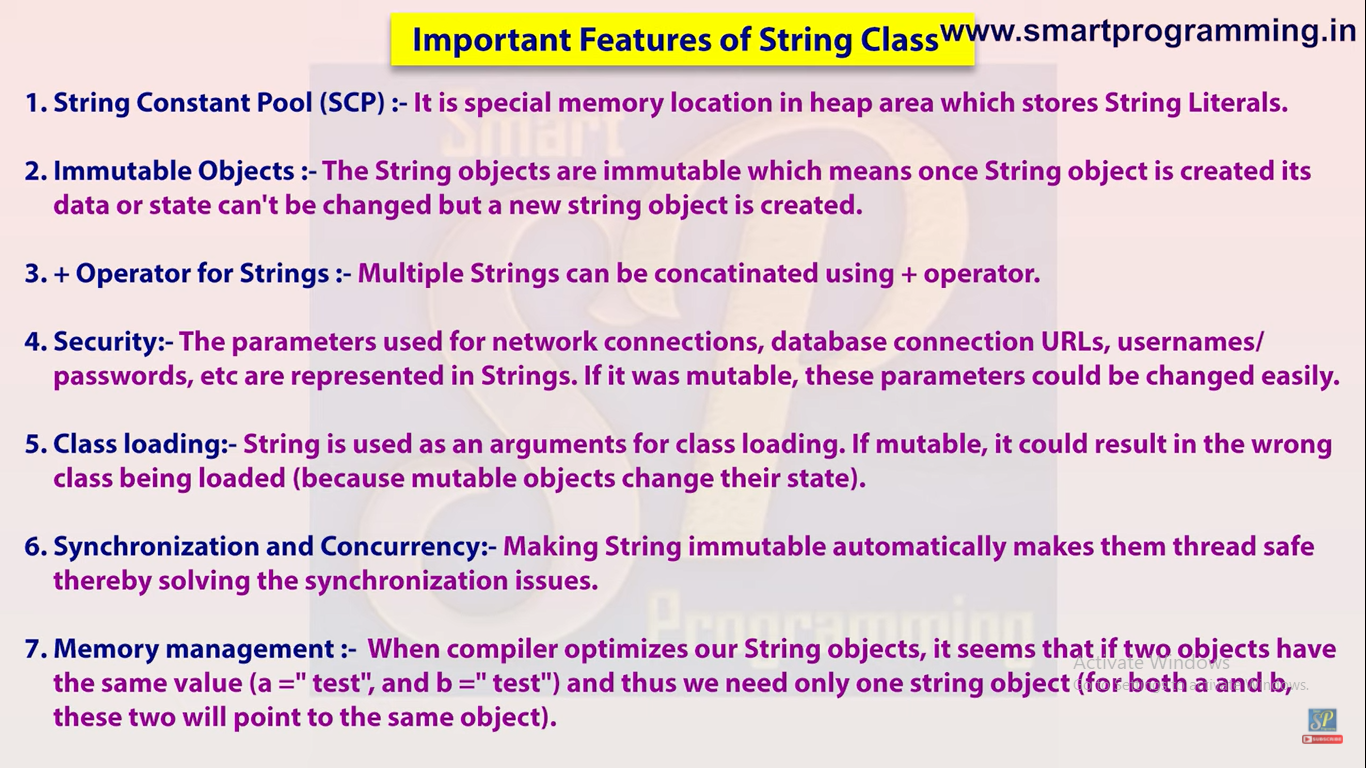 Important Features of String Class
www.smartprogramming.in
1. String Constant Pool (SCP) :- It is special memory location in heap area which stores String Literals.
2. Immutable Objects :- The String objects are immutable which means once String object is created its
data or state can't be changed but a new string object is created.
3. + Operator for Strings :- Multiple Strings can be concatinated using + operator.
4. Security:- The parameters used for network connections, database connection URLs, usernames/
passwords, etc are represented in Strings. If it was mutable, these parameters could be changed easily.
5. Class loading:- String is used as an arguments for class loading. If mutable, it could result in the wrong
class being loaded (because mutable objects change their state).
6. Synchronization and Concurrency:- Making String immutable automatically makes them thread safe
thereby solving the synchronization issues.
7. Memory management :- When compiler optimizes our String objects, it seems that if two objects have
the same value (a =" test", and b =" test") and thus we need only one string object (for both a and b,
these two will point to the same object).
Smart
SP
Programming
Activate Windows
Go to Settings to activate Windows.
SP
SUBSCRIBE